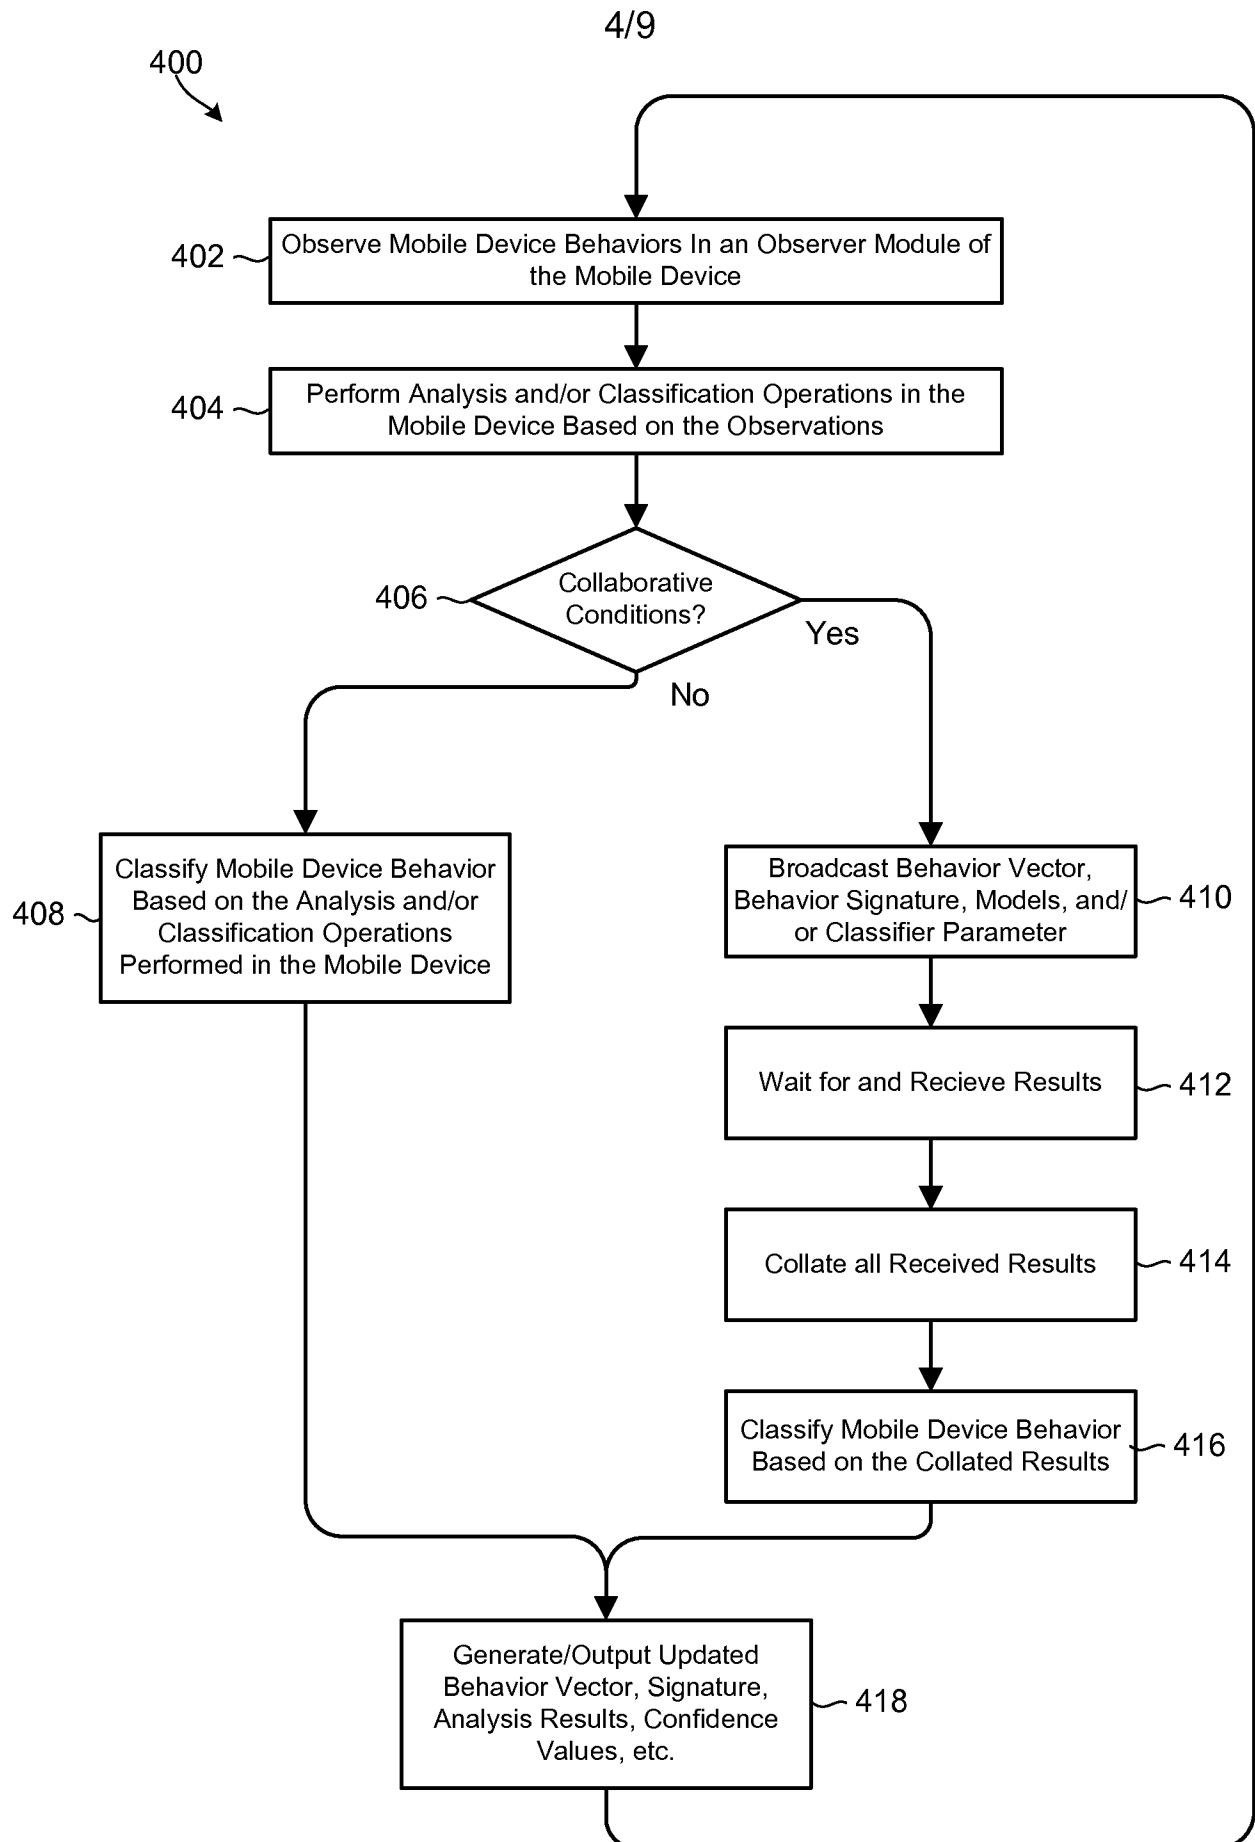 4/9
400
402
Observe Mobile Device Behaviors In an Observer Module of
the Mobile Device
404
Perform Analysis and/or Classification Operations in the
Mobile Device Based on the Observations
406
Collaborative
Conditions?
Yes
No
408
Classify Mobile Device Behavior
Based on the Analysis and/or
Classification Operations
Performed in the Mobile Device
Broadcast Behavior Vector,
Behavior Signature, Models, and/
or Classifier Parameter
410
Wait for and Recieve Results
412
Collate all Received Results
414
Classify Mobile Device Behavior
Based on the Collated Results
416
Generate/Output Updated
Behavior Vector, Signature,
Analysis Results, Confidence
Values, etc.
418